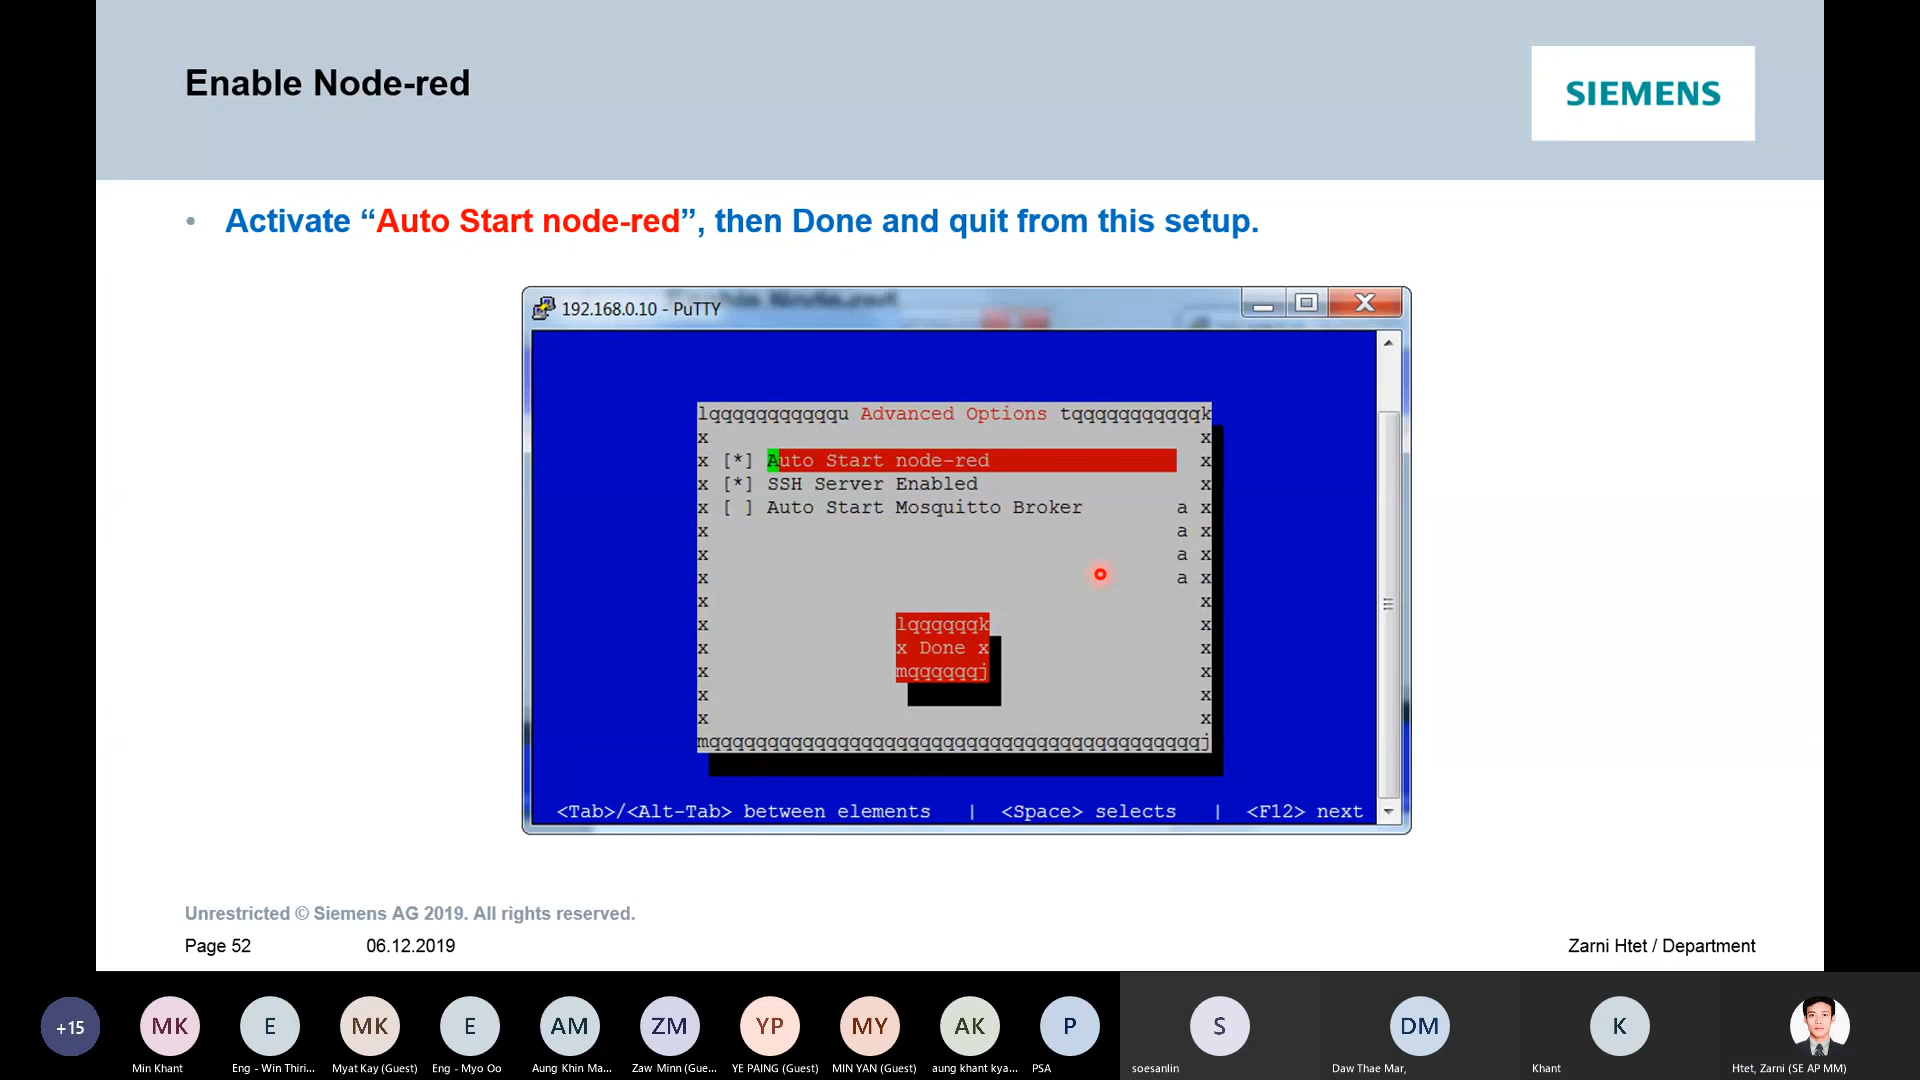 Enable Node-red
SIEMENS
• Activate “Auto Start node-red”, then Done and quit from this setup.
192.168.0.10 - PuTTY
lqqqqqqqqqqqu Advanced Options tqqqqqqqqqqqk
x x
x [*] Auto Start node-red x
x [*] SSH Server Enabled x
x [ ] Auto Start Mosquitto Broker a x
x a x
x a x
x a x
x x
x lqqqqqqk x
x x Done x x
x mqqqqqqj x
x x
x x
mqqqqqqqqqqqqqqqqqqqqqqqqqqqqqqqqqqqqqqqqqqj
<Tab>/<Alt-Tab> between elements | <Space> selects | <F12> next
Unrestricted © Siemens AG 2019. All rights reserved.
Page 52 06.12.2019 Zarni Htet / Department
+15 MK E MK E AM ZM YP MY AK P S DM K
Min Khant Eng - Win Thiri... Myat Kay (Guest) Eng - Myo Oo Aung Khin Ma... Zaw Minn (Gue... YE PAING (Guest) MIN YAN (Guest) aung khant kya... PSA soesanlin Daw Thae Mar, Khant Htet, Zarni (SE AP MM)